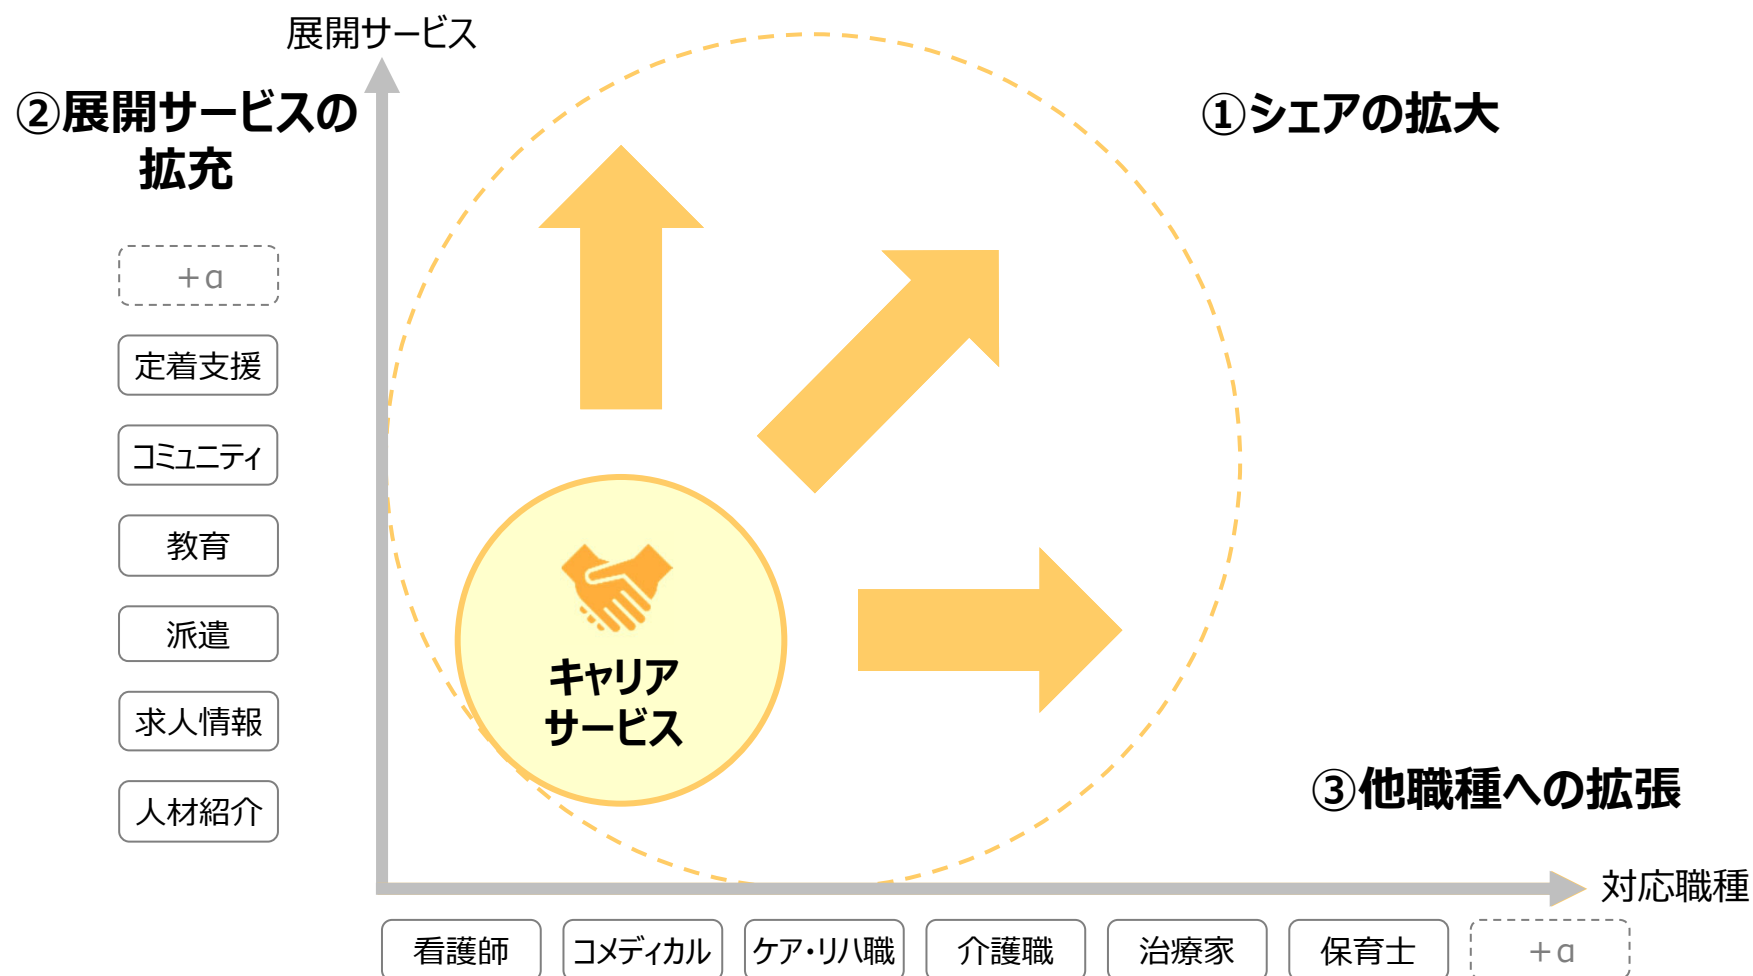 展開サービス
②展開サービスの
拡充
①シェアの拡大
+α
定着支援
コミュニティ
教育
派遣
求人情報
人材紹介
キャリア
サービス
③他職種への拡張
対応職種
看護師
コメディカル
ケア・リハ職
介護職
治療家
保育士
+α